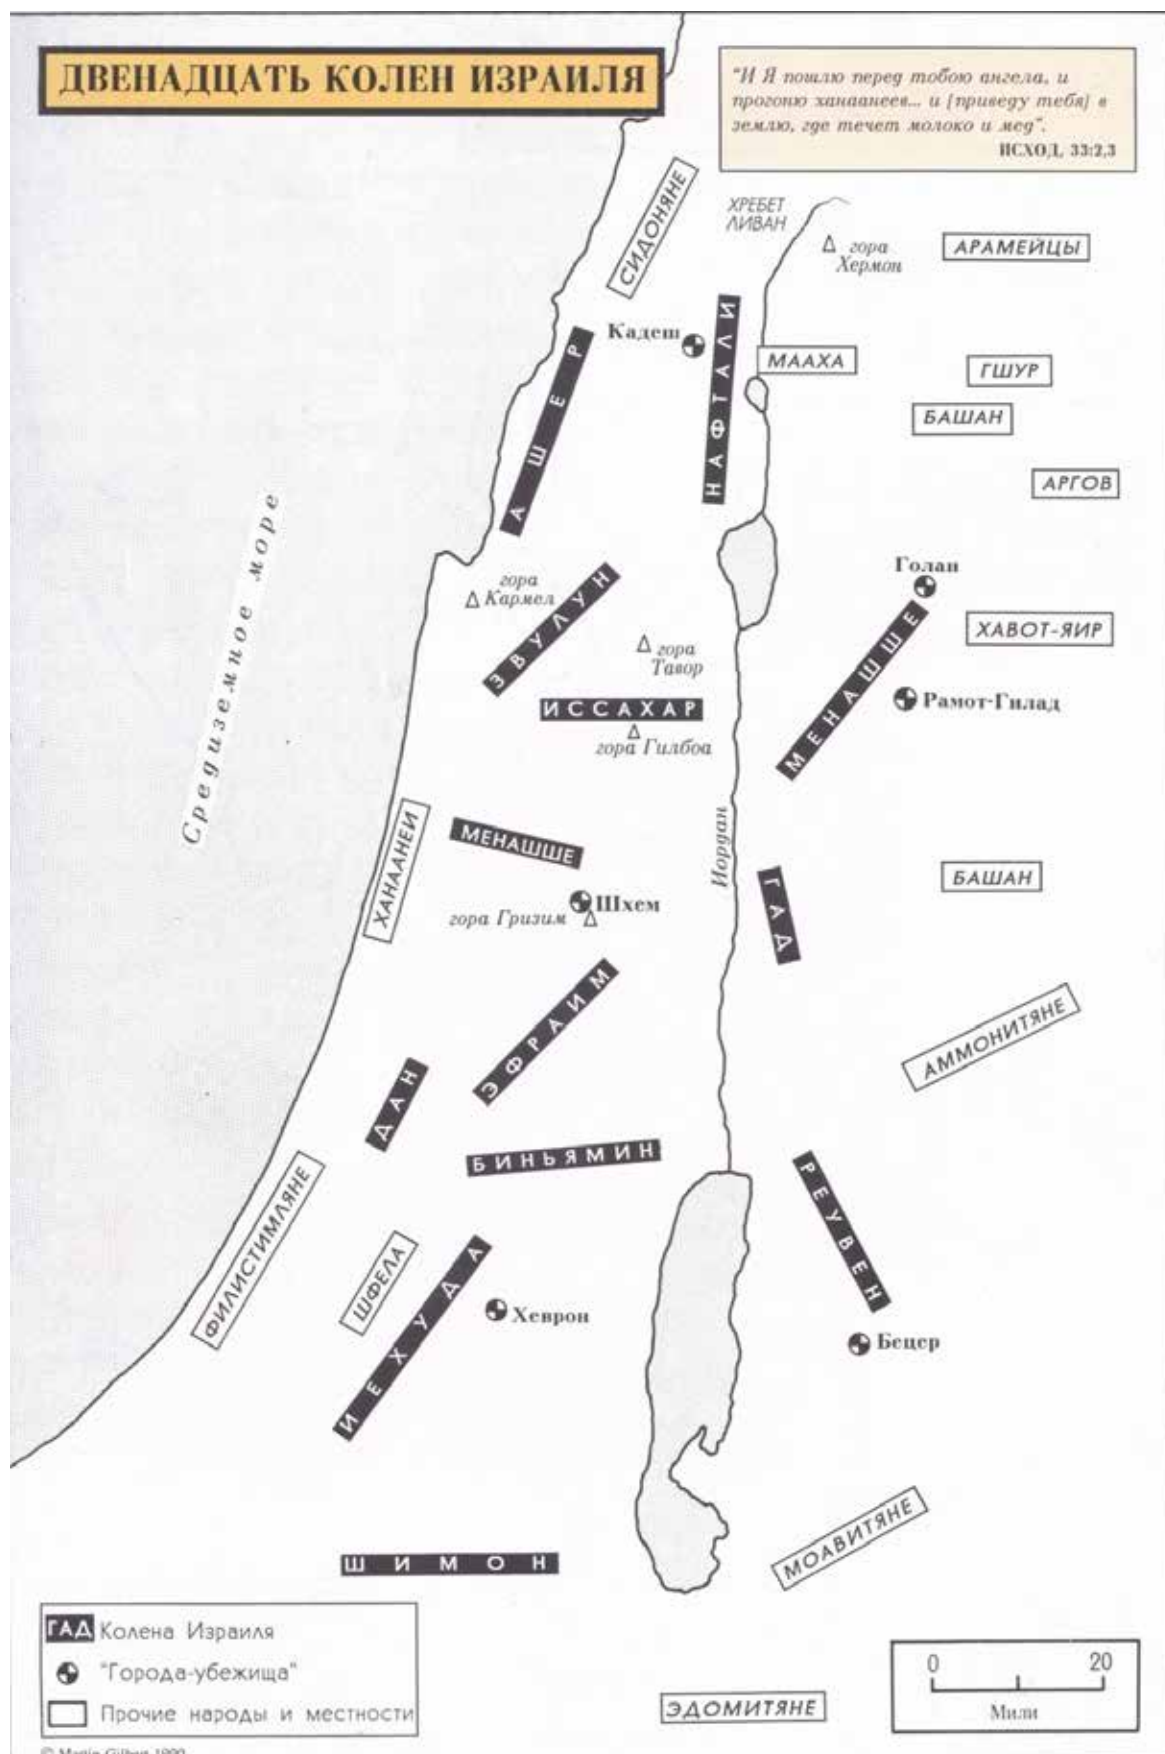 ДВЕНАДЦАТЬ КОЛЕН ИЗРАИЛЯ
"И Я пошлю перед тобою ангела, и
прогоню ханаанеев... и [приведу тебя] в
землю, где течет молоко и мед".
ИСХОД, 33:2,3
СИДОНЯНЕ
ХРЕБЕТ
ЛИВАН
гора
Хермон
АРАМЕЙЦЫ
Кадеш
НАФТАЛИ
АШЕР
МААХА
ГШУР
БАШАН
АРГОВ
Средиземное море
Голан
гора
Кармел
ЗВУЛУН
ХАВОТ-ЯИР
гора
Тавор
МЕНАШШЕ
Рамот-Гилад
ИССАХАР
гора Гилбоа
Иордан
ХАНААНЕИ
МЕНАШШЕ
ГАД
БАШАН
Шхем
гора Гризим
ЭФРАИМ
АММОНИТЯНЕ
ДАН
БИНЬЯМИН
РЕУВЕН
ФИЛИСТИМЛЯНЕ
ШФЕЛА
ИЕХУДА
Хеврон
Бецер
МОАВИТЯНЕ
ШИМОН
ГАД Колена Израиля
"Города-убежища"
Прочие народы и местности
ЭДОМИТЯНЕ
0 20
Мили